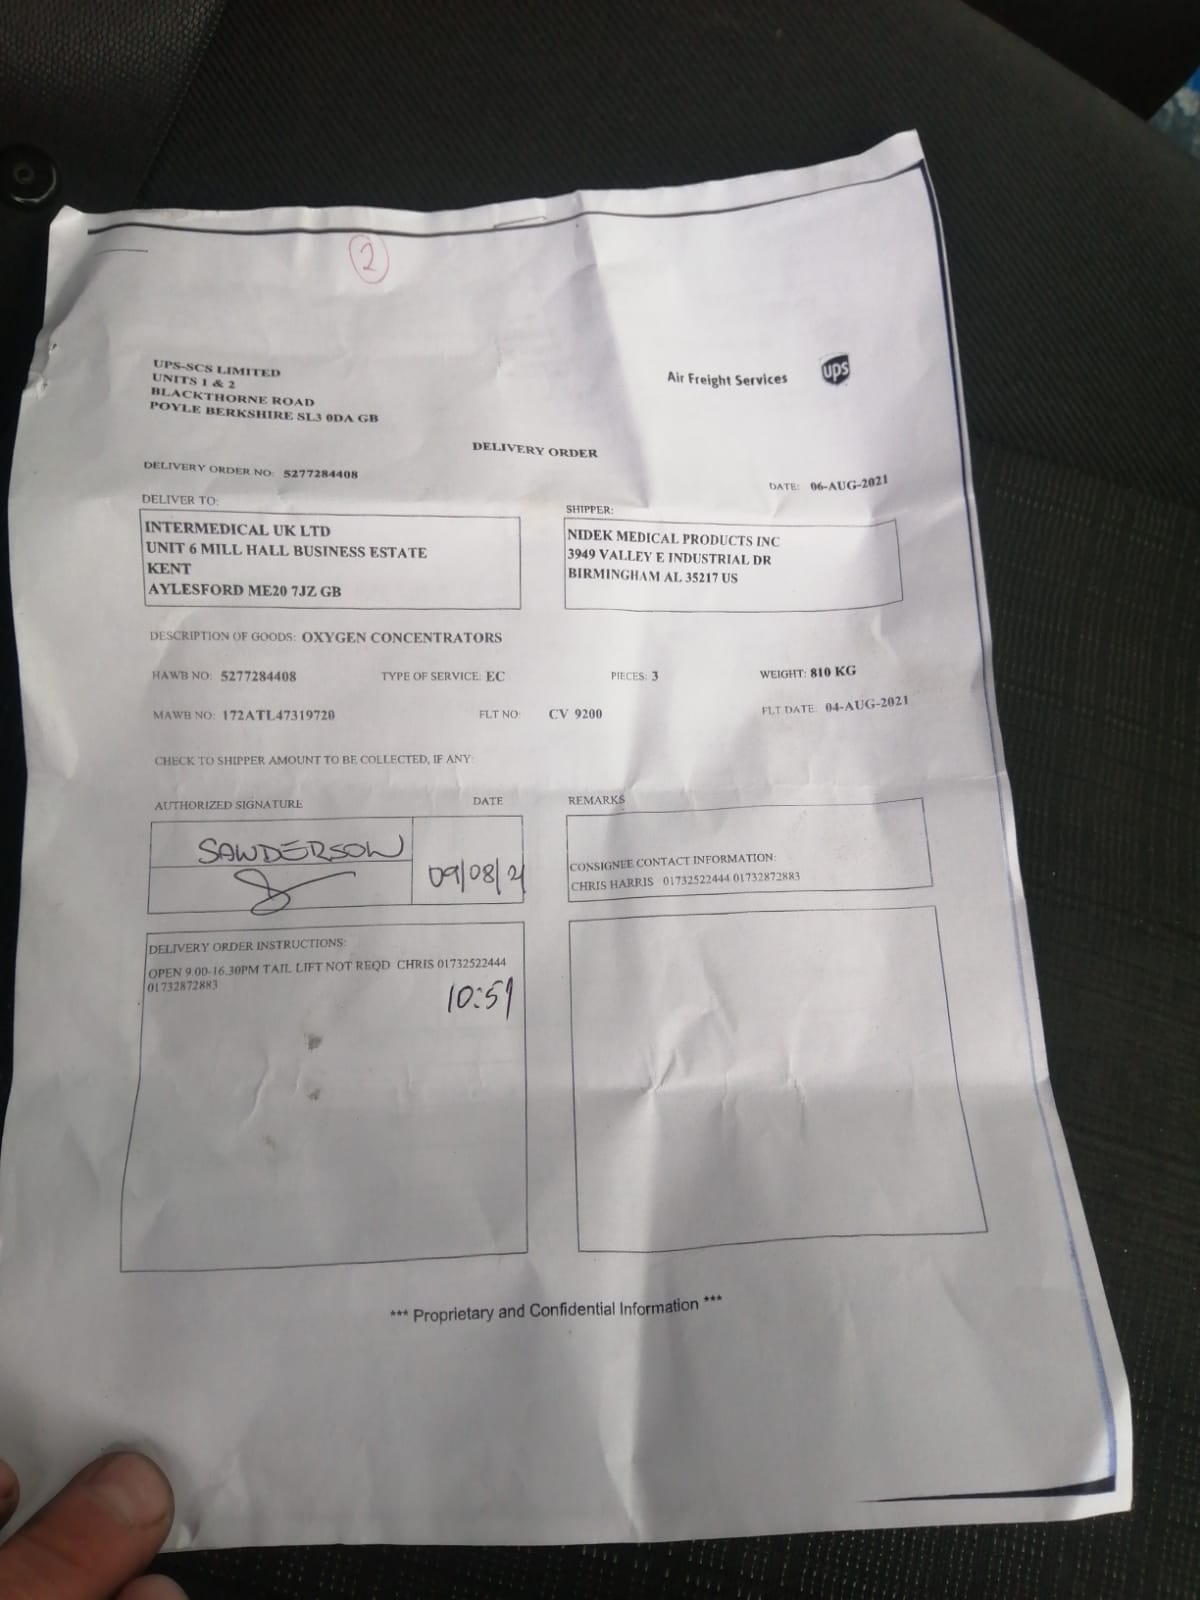 2
UPS-SCS LIMITED
UNITS 1 & 2
BLACKTHORNE ROAD
POYLE BERKSHIRE SL3 0DA GB
Air Freight Services ups
DELIVERY ORDER
DELIVERY ORDER NO: 5277284408
DATE: 06-AUG-2021
DELIVER TO:
INTERMEDICAL UK LTD
UNIT 6 MILL HALL BUSINESS ESTATE
KENT
AYLESFORD ME20 7JZ GB
SHIPPER:
NIDEK MEDICAL PRODUCTS INC
3949 VALLEY E INDUSTRIAL DR
BIRMINGHAM AL 35217 US
DESCRIPTION OF GOODS: OXYGEN CONCENTRATORS
HAWB NO: 5277284408 TYPE OF SERVICE: EC PIECES: 3 WEIGHT: 810 KG
MAWB NO: 172ATL47319720 FLT NO: CV 9200 FLT DATE: 04-AUG-2021
CHECK TO SHIPPER AMOUNT TO BE COLLECTED, IF ANY:
AUTHORIZED SIGNATURE DATE
SANDERSON
09/08/21
REMARKS
CONSIGNEE CONTACT INFORMATION:
CHRIS HARRIS 01732522444 01732872883
DELIVERY ORDER INSTRUCTIONS:
OPEN 9.00-16.30PM TAIL LIFT NOT REQD CHRIS 01732522444
01732872883
10:51
*** Proprietary and Confidential Information ***